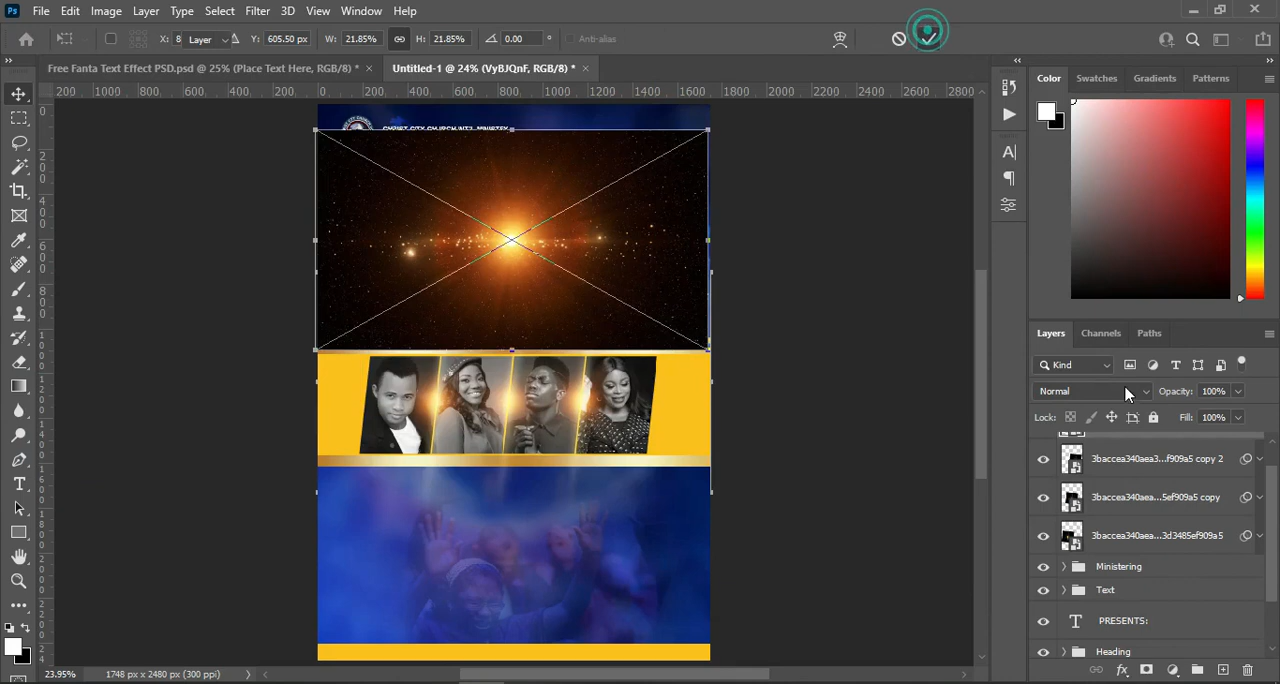 Ps File Edit Image Layer Type Select Filter 3D View Window Help
X: 8 Layer Y: 605.50 px W: 21.85% H: 21.85% 0.00 ° Anti-alias
Free Fanta Text Effect PSD.psd @ 25% (Place Text Here, RGB/8) * × Untitled-1 @ 24% (VyBJQnF, RGB/8) * ×
200 1000 800 600 400 200 0 200 400 600 800 1000 1200 1400 1600 2000 2200 2400 2600 2800
CHRIST CITY CHURCH INTZ. MINISTRY
Color Swatches Gradients Patterns
Layers Channels Paths
Kind
Normal Opacity: 100%
Lock: Fill: 100%
3baccea340aea3...f909a5 copy 2
3baccea340aea...5ef909a5 copy
3baccea340aea...3d3485ef909a5
Ministering
Text
PRESENTS:
Heading
23.95% 1748 px x 2480 px (300 ppi)